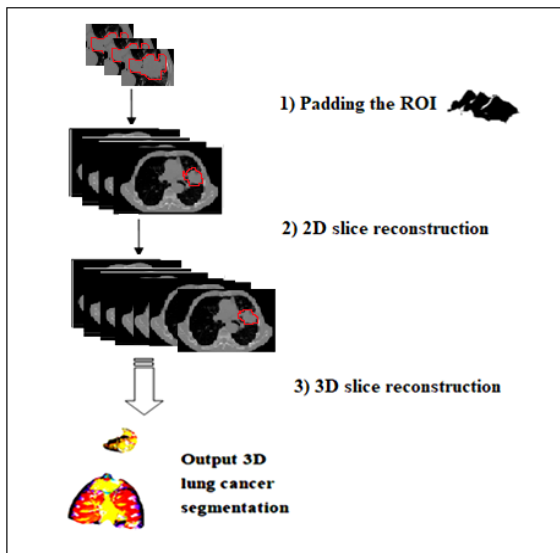 1) Padding the ROI
2) 2D slice reconstruction
3) 3D slice reconstruction
Output 3D
lung cancer
segmentation